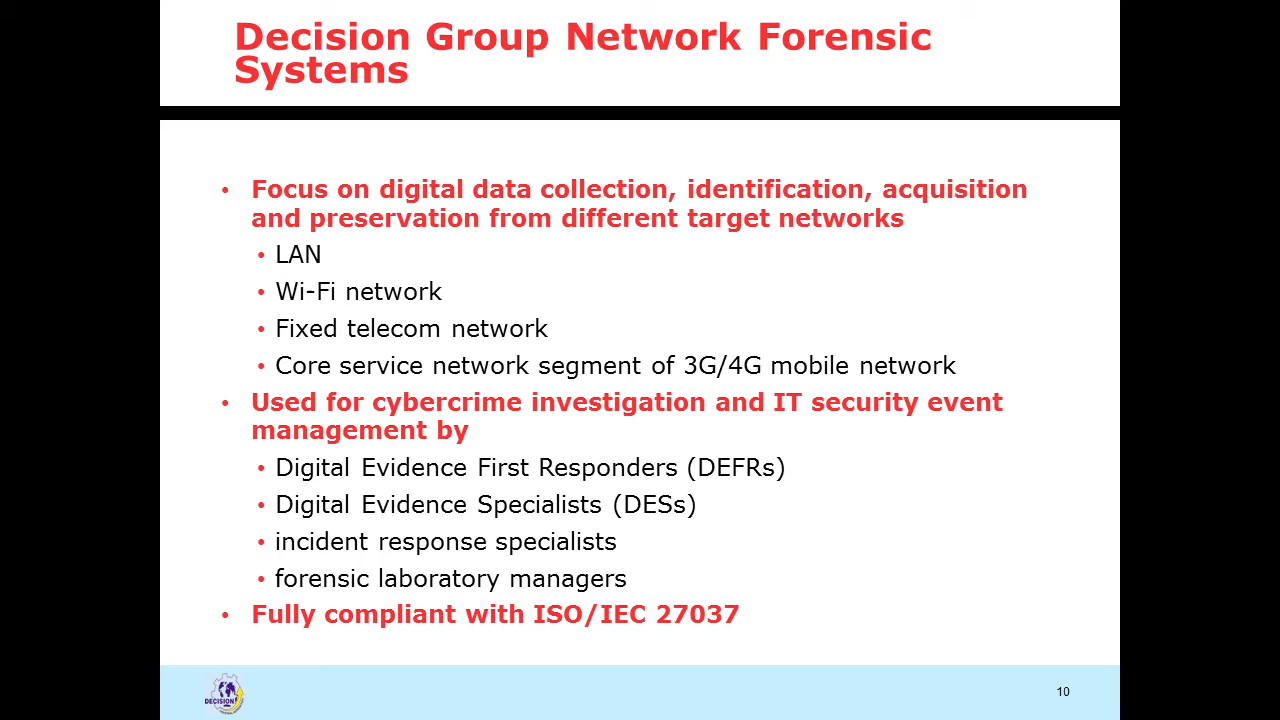 Decision Group Network Forensic
Systems
• Focus on digital data collection, identification, acquisition
and preservation from different target networks
• LAN
• Wi-Fi network
• Fixed telecom network
• Core service network segment of 3G/4G mobile network
• Used for cybercrime investigation and IT security event
management by
• Digital Evidence First Responders (DEFRs)
• Digital Evidence Specialists (DESs)
• incident response specialists
• forensic laboratory managers
• Fully compliant with ISO/IEC 27037
DECISION
10